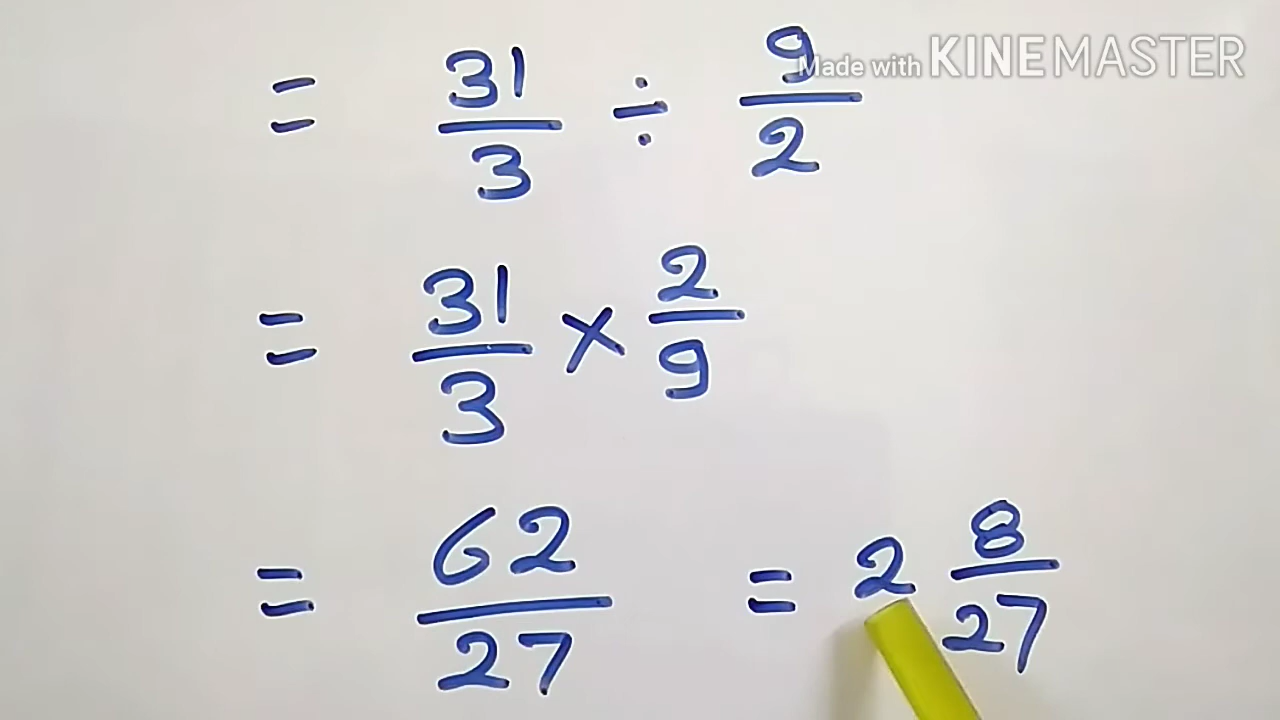 = 31/3 ÷ 9/2
Made with KINEMASTER
= 31/3 × 2/9
= 62/27 = 2 8/27